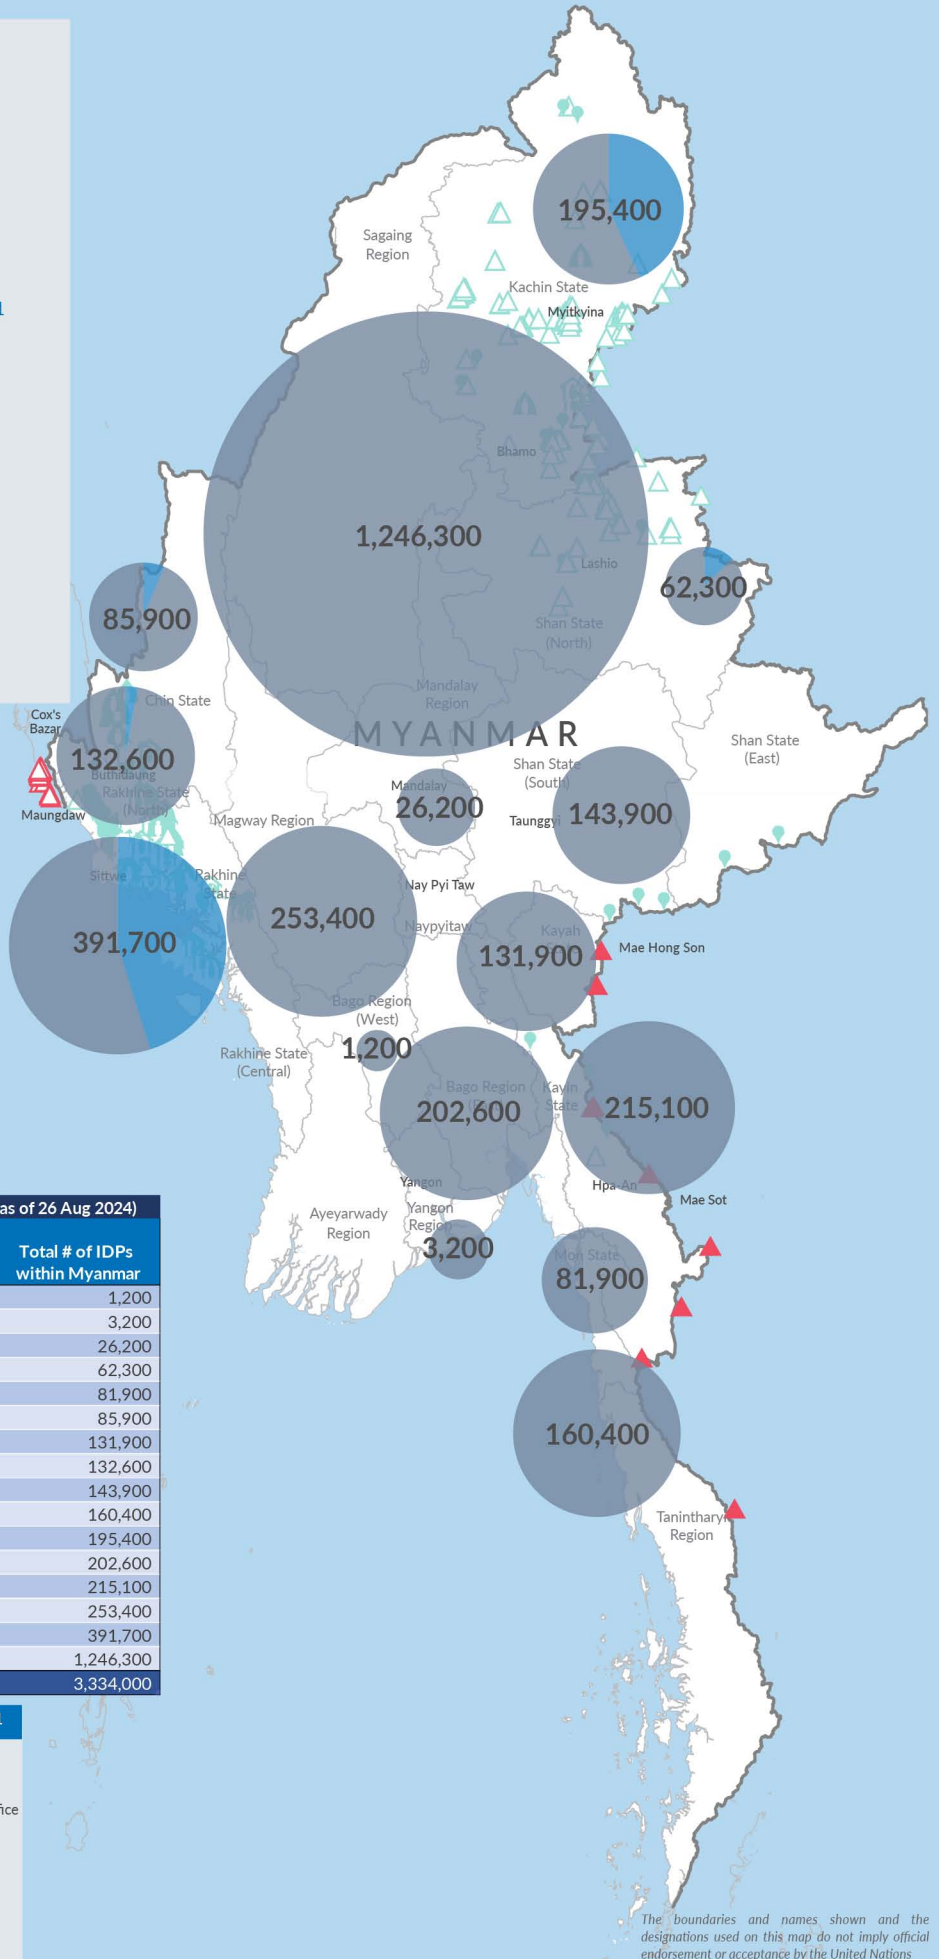 1
Sagaing
Region
195,400
Kachin State
Myitkyina
Bhamo
1,246,300
Lashio
62,300
85,900
Shan State
(North)
Chin State
Mandalay
Region
Cox's
Bazar
MYANMAR
132,600
Buthidaung
Rakhine State
(North)
Maungdaw
Shan State
(South)
Shan State
(East)
Mandalay
26,200
Taunggyi
143,900
Magway Region
Sittwe
Rakhine
State
Nay Pyi Taw
391,700
253,400
Naypyitaw
Kayah
131,900
Mae Hong Son
Bago Region
(West)
1,200
Rakhine State
(Central)
Bago Region
202,600
Kayin
State
215,100
Yangon
Hpa-An
Mae Sot
Ayeyarwady
Region
Yangon
Region
3,200
Mon State
81,900
160,400
Tanintharyi
Region
as of 26 Aug 2024)
Total # of IDPs
within Myanmar
1,200
3,200
26,200
62,300
81,900
85,900
131,900
132,600
143,900
160,400
195,400
202,600
215,100
253,400
391,700
1,246,300
3,334,000
The boundaries and names shown and the
designations used on this map do not imply official
endorsement or acceptance by the United Nations